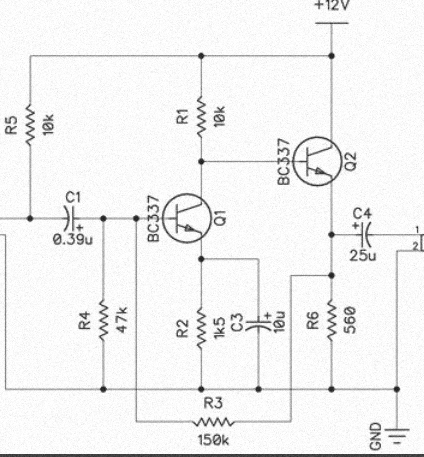 +12V
R5
10k
R1
10k
BC337
Q2
C1
+
0.39u
BC337
Q1
C4
+
25u
1
2
R4
47k
R2
1k5
C3
+
10u
R6
560
R3
150k
GND